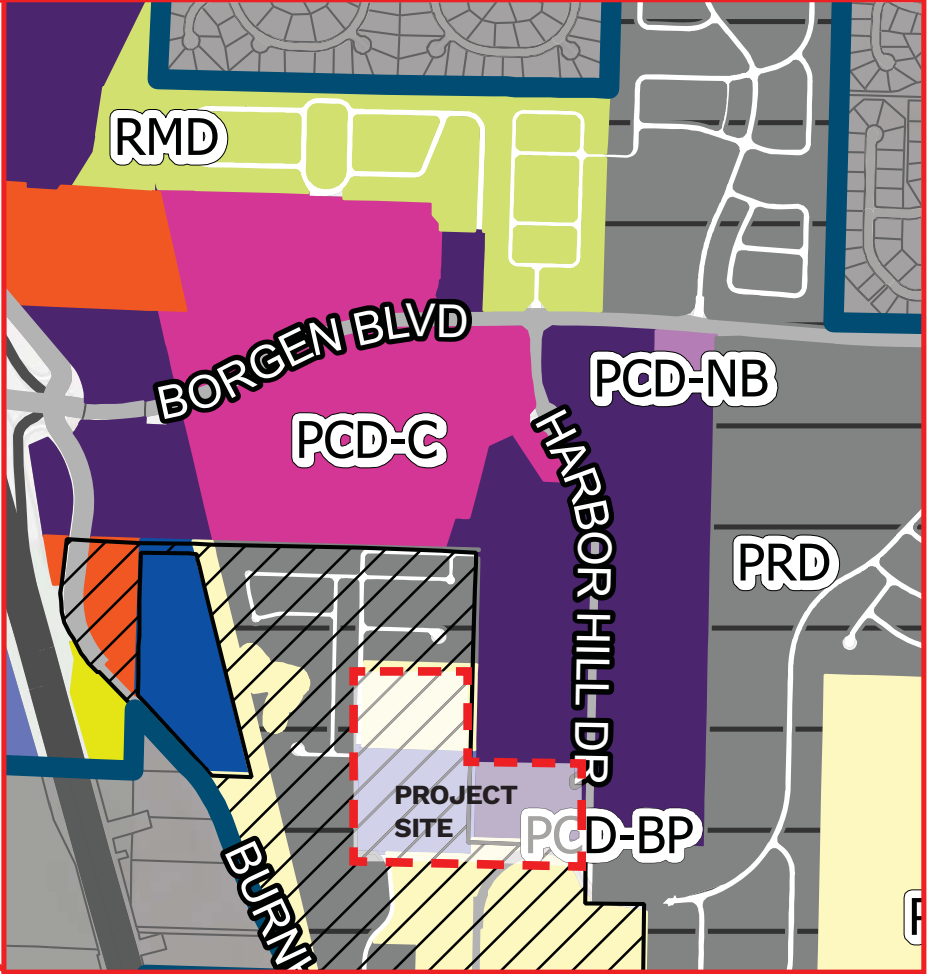 RMD
BORGEN BLVD
PCD-NB
PCD-C
HARBOR HILL DR
PRD
PROJECT
SITE
PCD-BP